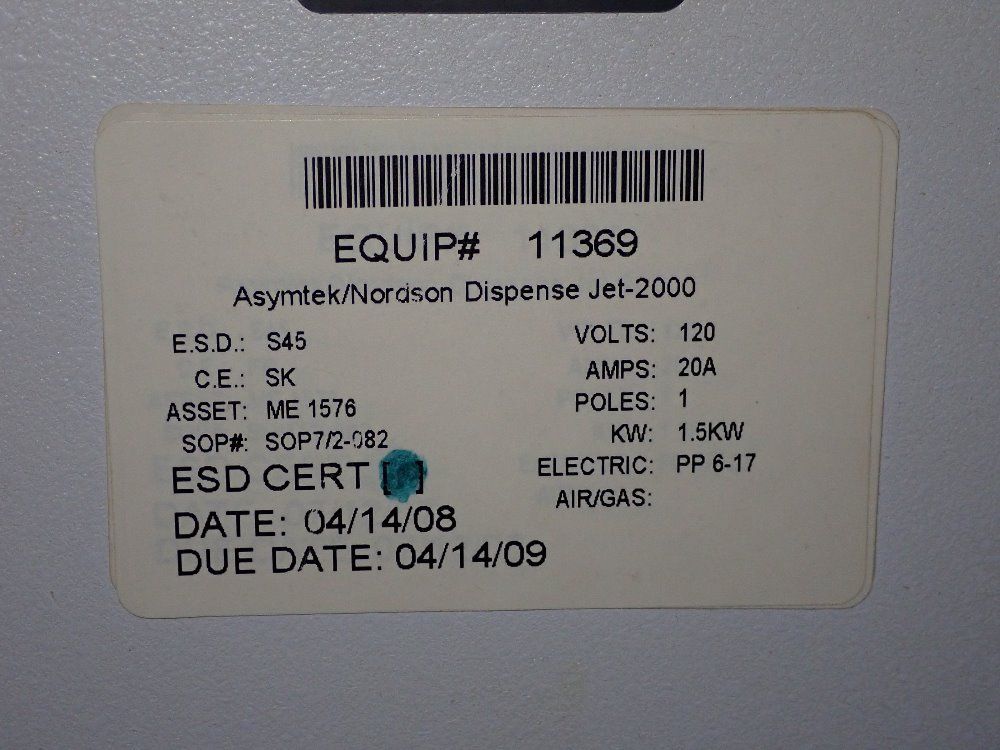 EQUIP# 11369
Asymtek/Nordson Dispense Jet-2000
E.S.D.: S45
C.E.: SK
ASSET: ME 1576
SOP#: SOP7/2-082
ESD CERT [ ]
DATE: 04/14/08
DUE DATE: 04/14/09
VOLTS: 120
AMPS: 20A
POLES: 1
KW: 1.5KW
ELECTRIC: PP 6-17
AIR/GAS: